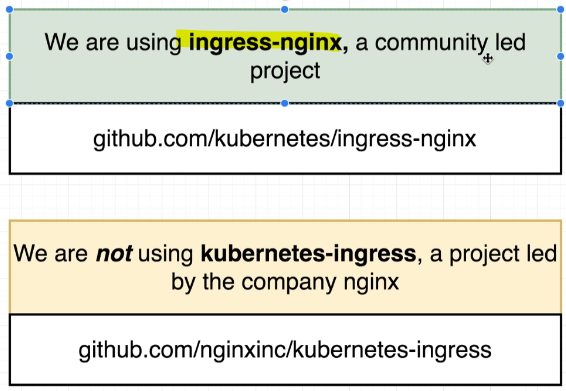 We are using ingress-nginx, a community led
project
github.com/kubernetes/ingress-nginx
We are not using kubernetes-ingress, a project led
by the company nginx
github.com/nginxinc/kubernetes-ingress